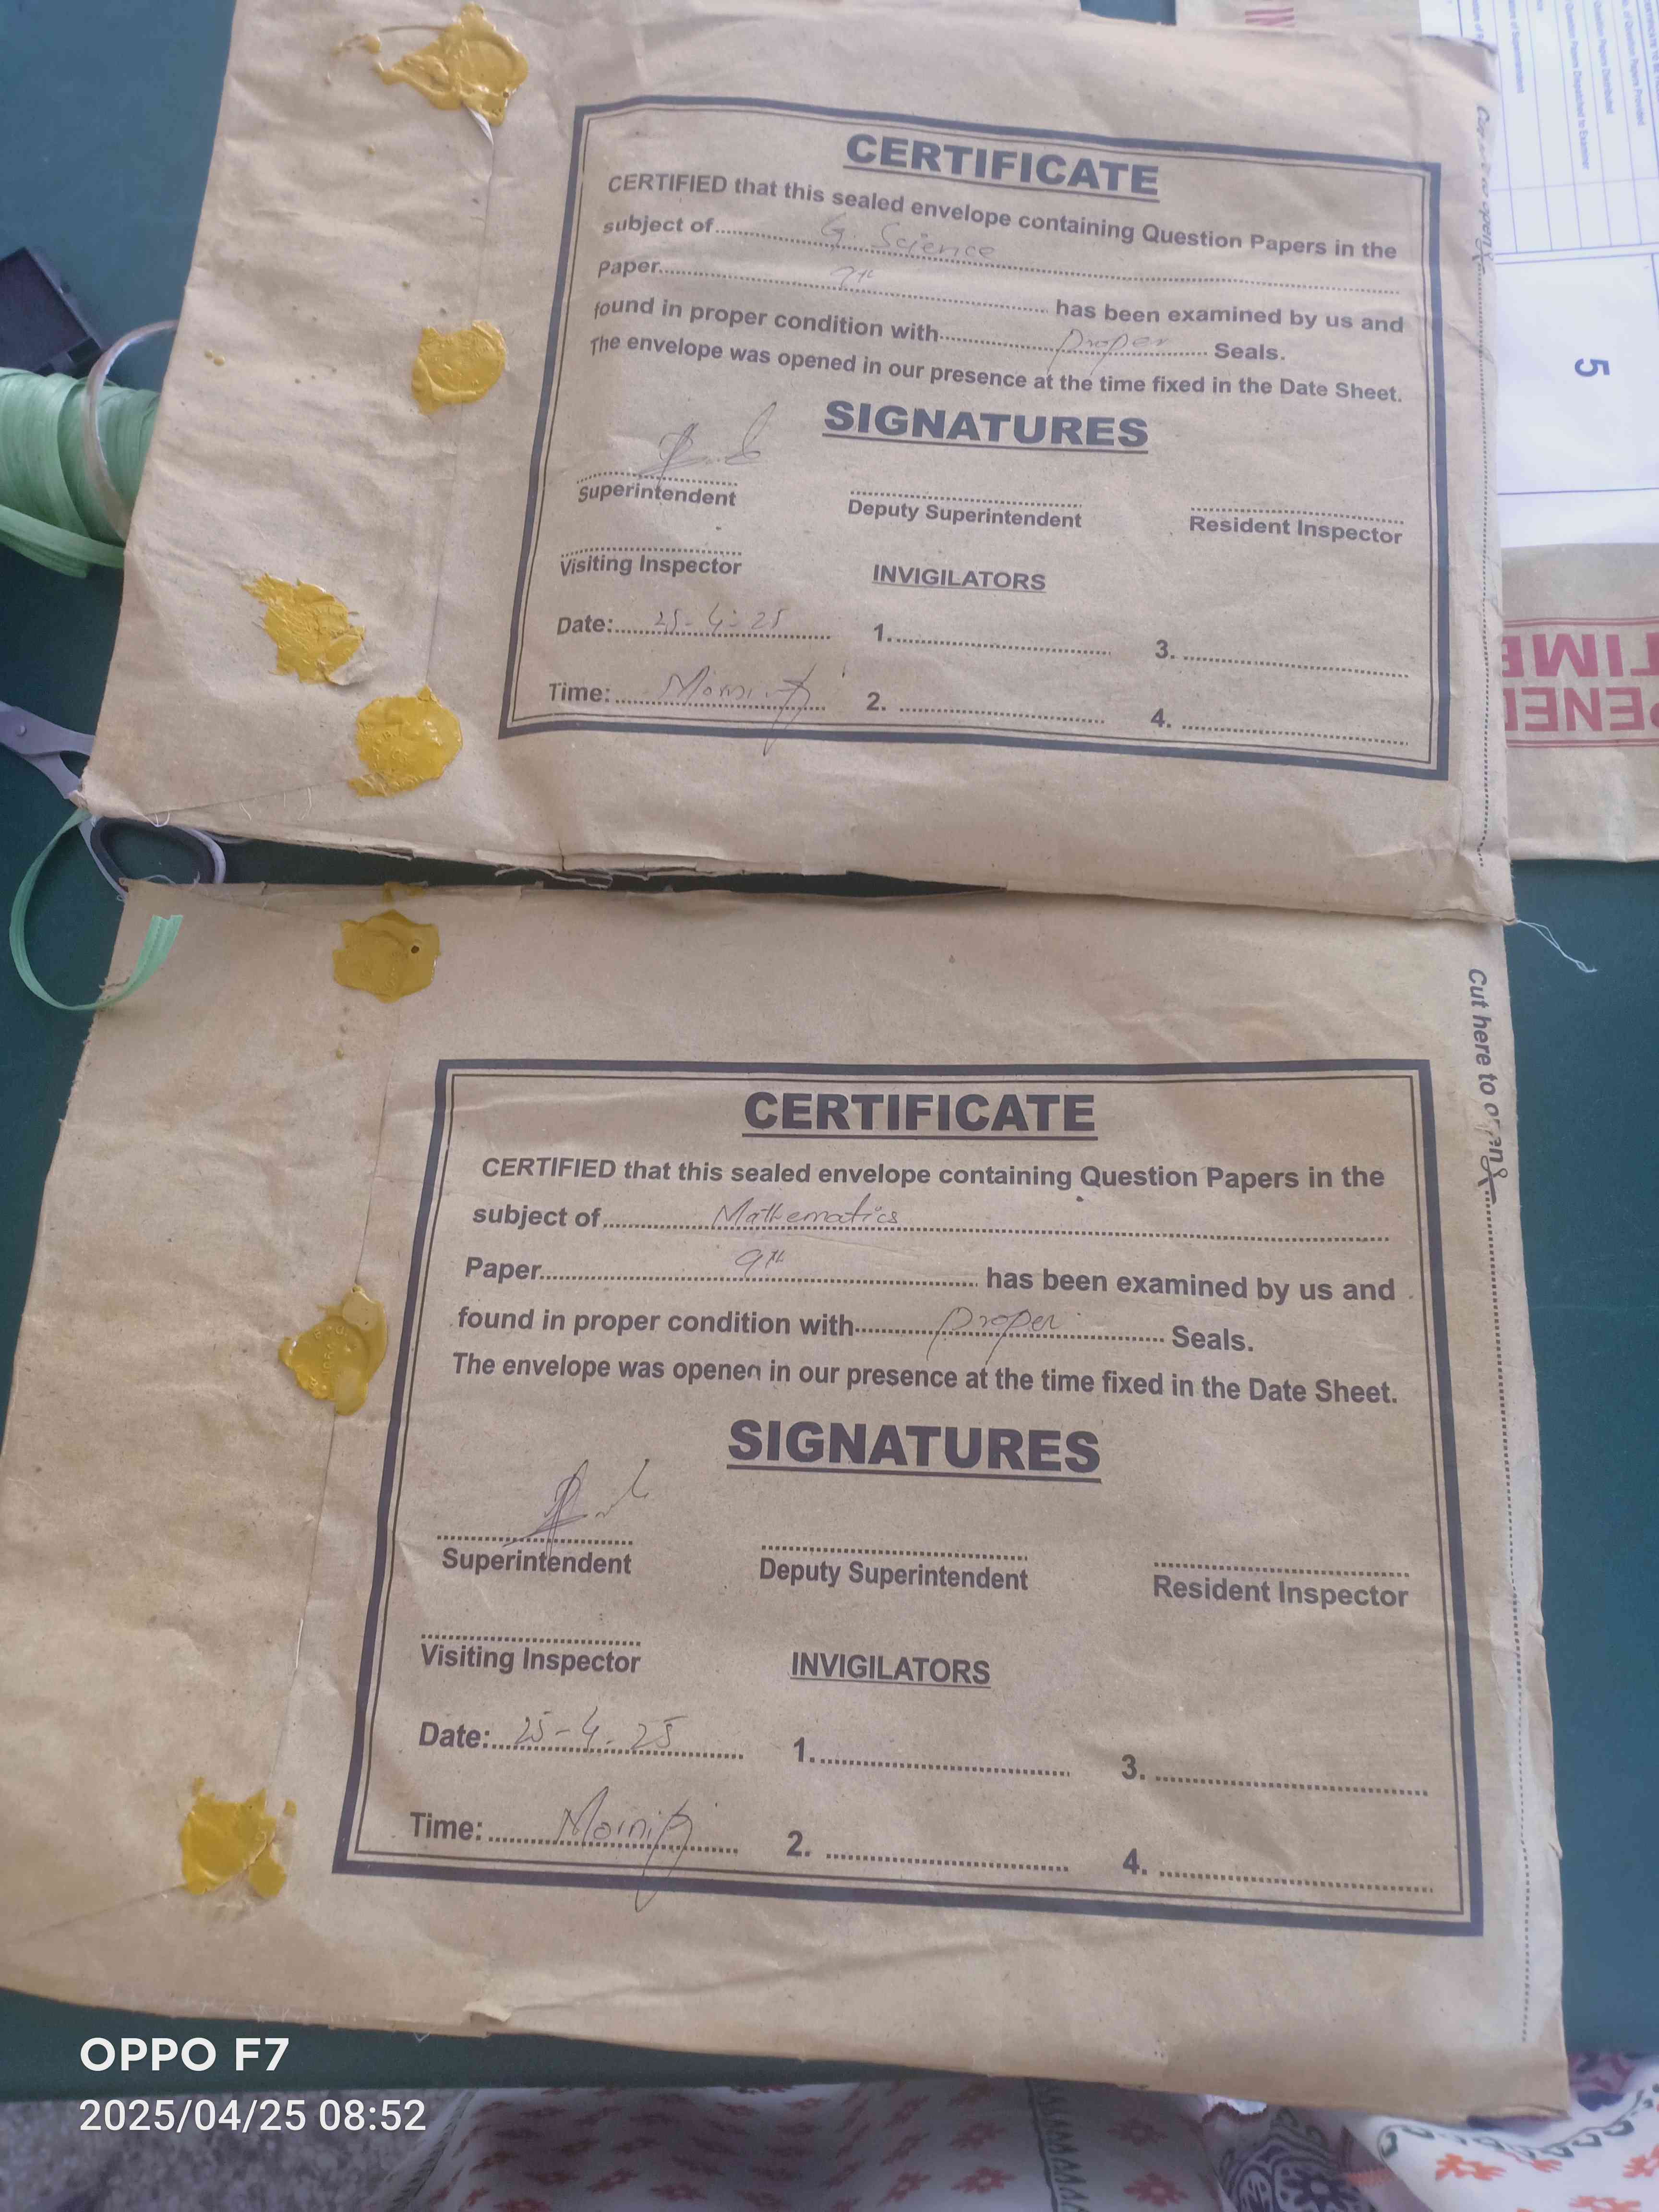 CERTIFICATE
CERTIFIED that this sealed envelope containing Question Papers in the
subject of G. Science
Paper 9th has been examined by us and
found in proper condition with proper Seals.
The envelope was opened in our presence at the time fixed in the Date Sheet.
SIGNATURES
Superintendent Deputy Superintendent Resident Inspector
Visiting Inspector INVIGILATORS
Date: 25-4-25 1. 3.
Time: Morning 2. 4.
5
Cut here to open
CERTIFICATE
CERTIFIED that this sealed envelope containing Question Papers in the
subject of Mathematics
Paper 9th has been examined by us and
found in proper condition with proper Seals.
The envelope was opened in our presence at the time fixed in the Date Sheet.
SIGNATURES
Superintendent Deputy Superintendent Resident Inspector
Visiting Inspector INVIGILATORS
Date: 25-4-25 1. 3.
Time: Morning 2. 4.
OPPO F7
2025/04/25 08:52